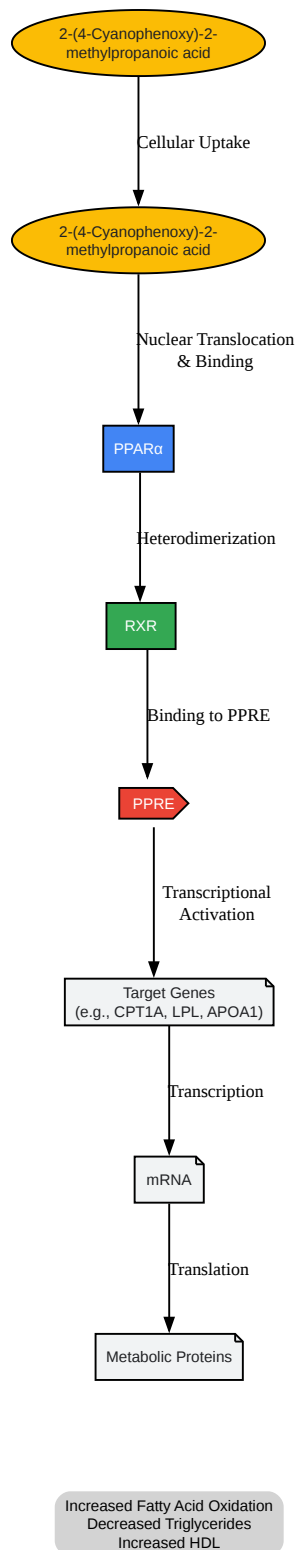 2-(4-Cyanophenoxy)-2-
methylpropanoic acid
Cellular Uptake
2-(4-Cyanophenoxy)-2-
methylpropanoic acid
Nuclear Translocation
& Binding
PPARα
Heterodimerization
RXR
Binding to PPRE
PPRE
Transcriptional
Activation
Target Genes
(e.g., CPT1A, LPL, APOA1)
Transcription
mRNA
Translation
Metabolic Proteins
Increased Fatty Acid Oxidation
Decreased Triglycerides
Increased HDL